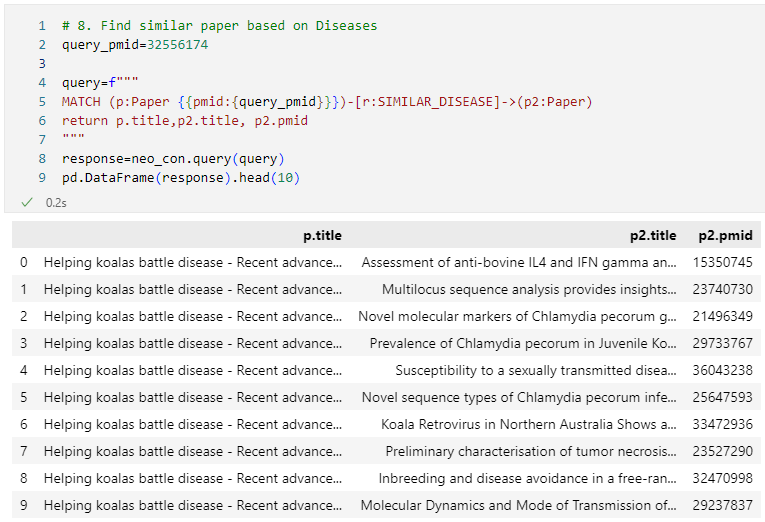 1 # 8. Find similar paper based on Diseases
2 query_pmid=32556174
3
4 query=f"""
5 MATCH (p:Paper {{pmid:{query_pmid}}})-[r:SIMILAR_DISEASE]->(p2:Paper)
6 return p.title,p2.title, p2.pmid
7 """
8 response=neo_con.query(query)
9 pd.DataFrame(response).head(10)
0.2s
p.title p2.title p2.pmid
0 Helping koalas battle disease - Recent advance... Assessment of anti-bovine IL4 and IFN gamma an... 15350745
1 Helping koalas battle disease - Recent advance... Multilocus sequence analysis provides insights... 23740730
2 Helping koalas battle disease - Recent advance... Novel molecular markers of Chlamydia pecorum g... 21496349
3 Helping koalas battle disease - Recent advance... Prevalence of Chlamydia pecorum in Juvenile Ko... 29733767
4 Helping koalas battle disease - Recent advance... Susceptibility to a sexually transmitted disea... 36043238
5 Helping koalas battle disease - Recent advance... Novel sequence types of Chlamydia pecorum infe... 25647593
6 Helping koalas battle disease - Recent advance... Koala Retrovirus in Northern Australia Shows a... 33472936
7 Helping koalas battle disease - Recent advance... Preliminary characterisation of tumor necrosis... 23527290
8 Helping koalas battle disease - Recent advance... Inbreeding and disease avoidance in a free-ran... 32470998
9 Helping koalas battle disease - Recent advance... Molecular Dynamics and Mode of Transmission of... 29237837